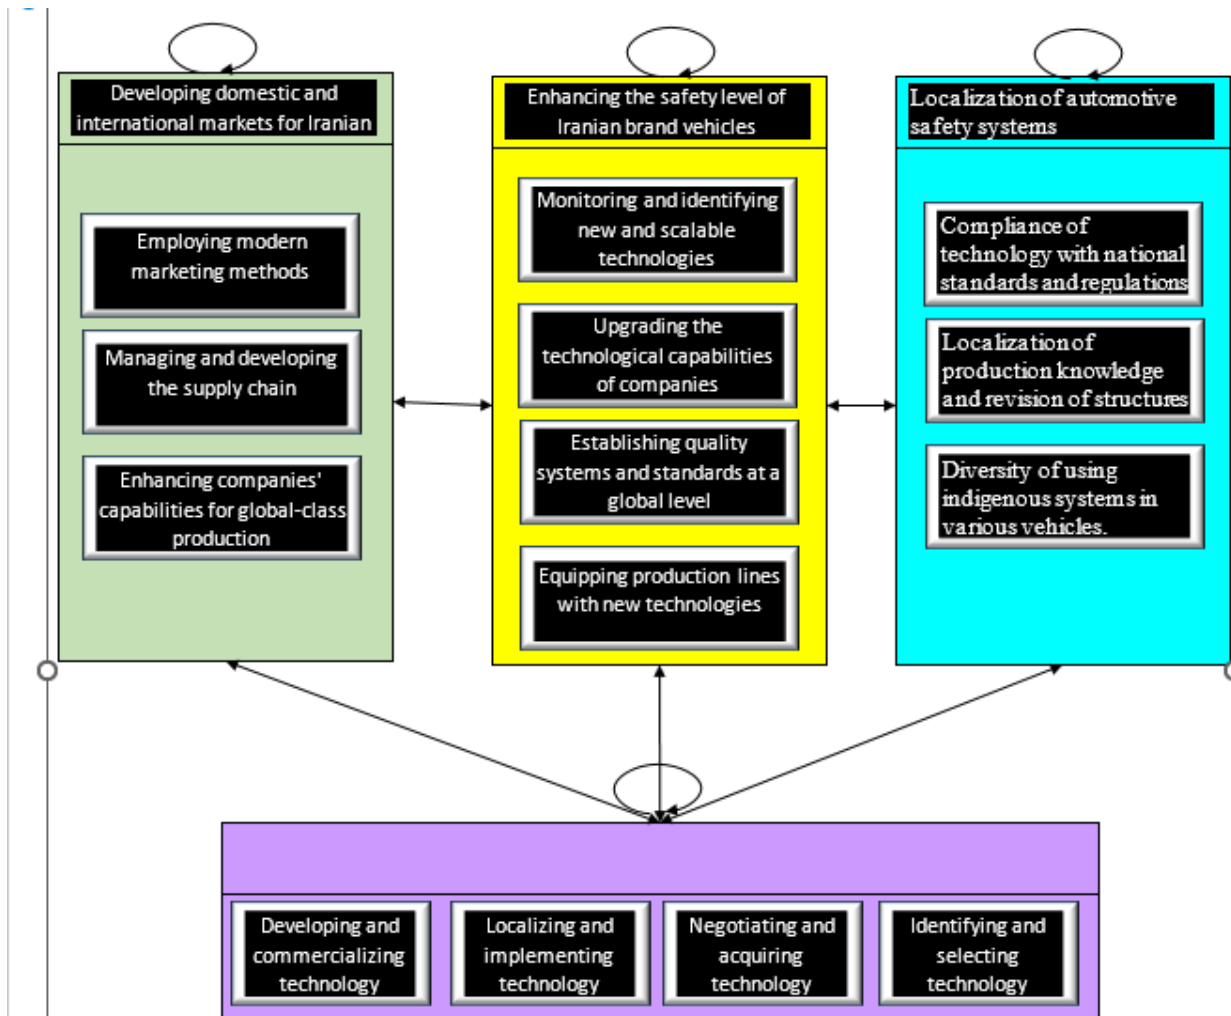 Developing domestic and
international markets for Iranian
Employing modern
marketing methods
Managing and developing
the supply chain
Enhancing companies'
capabilities for global-class
production
Enhancing the safety level of
Iranian brand vehicles
Monitoring and identifying
new and scalable
technologies
Upgrading the
technological capabilities
of companies
Establishing quality
systems and standards at a
global level
Equipping production lines
with new technologies
Localization of automotive
safety systems
Compliance of
technology with national
standards and regulations
Localization of
production knowledge
and revision of structures
Diversity of using
indigenous systems in
various vehicles.
Developing and
commercializing
technology
Localizing and
implementing
technology
Negotiating and
acquiring
technology
Identifying and
selecting
technology